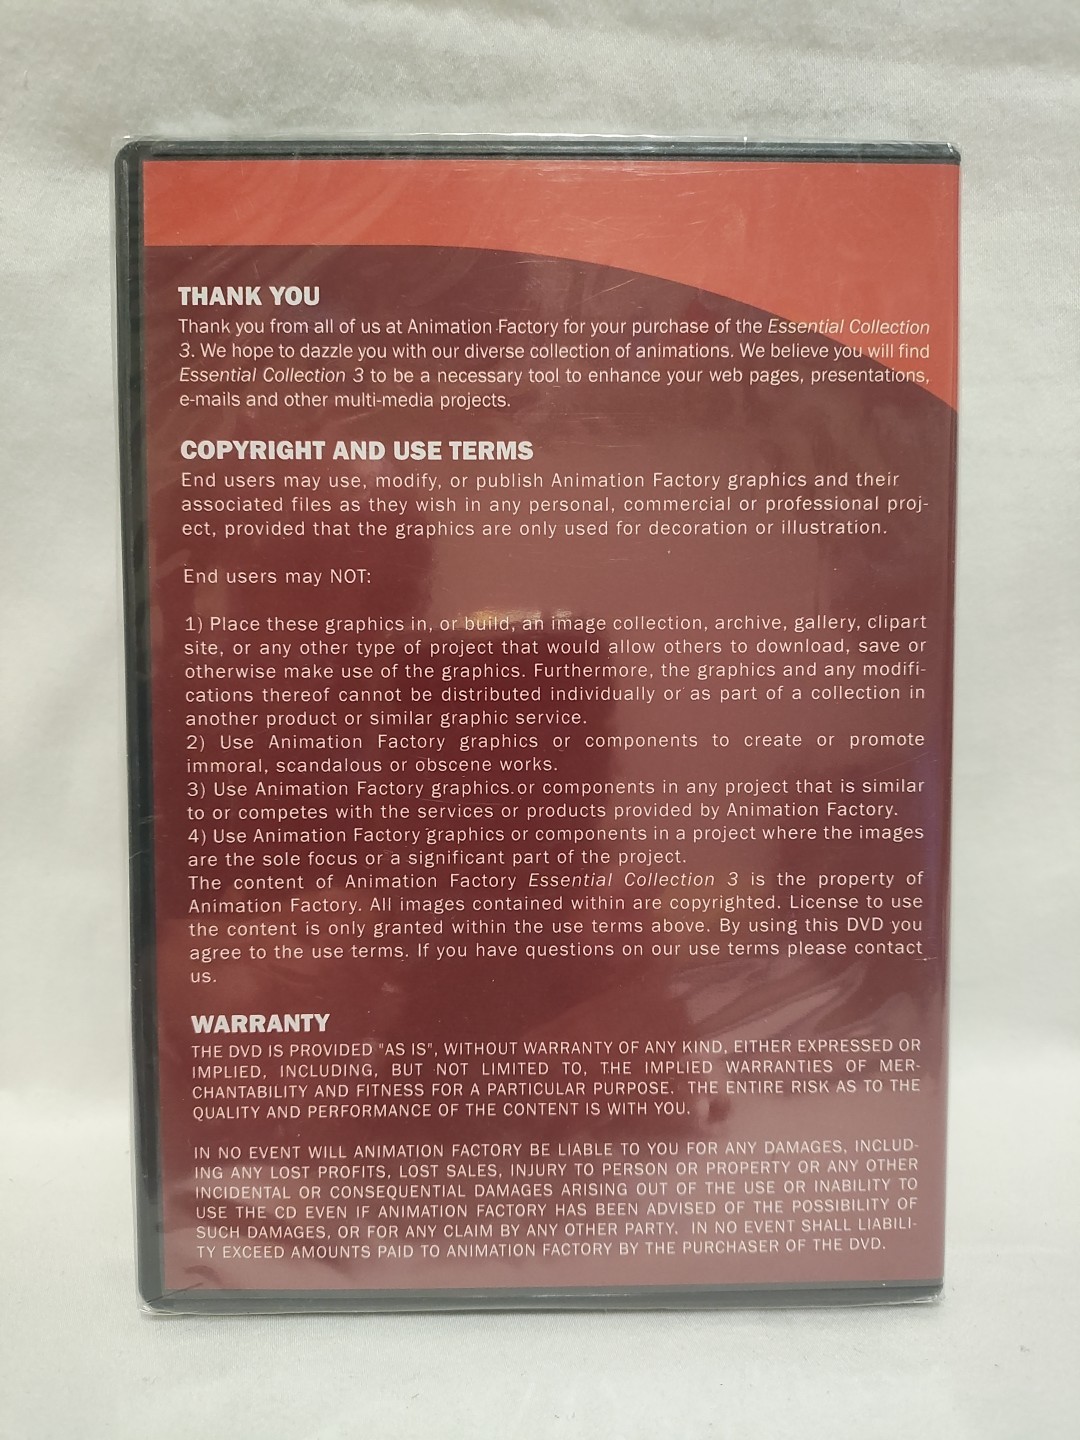 THANK YOU
Thank you from all of us at Animation Factory for your purchase of the Essential Collection
3. We hope to dazzle you with our diverse collection of animations. We believe you will find
Essential Collection 3 to be a necessary tool to enhance your web pages, presentations,
e-mails and other multi-media projects.
COPYRIGHT AND USE TERMS
End users may use, modify, or publish Animation Factory graphics and their
associated files as they wish in any personal, commercial or professional proj-
ect, provided that the graphics are only used for decoration or illustration.
End users may NOT:
1) Place these graphics in, or build, an image collection, archive, gallery, clipart
site, or any other type of project that would allow others to download, save or
otherwise make use of the graphics. Furthermore, the graphics and any modifi-
cations thereof cannot be distributed individually or as part of a collection in
another product or similar graphic service.
2) Use Animation Factory graphics or components to create or promote
immoral, scandalous or obscene works.
3) Use Animation Factory graphics or components in any project that is similar
to or competes with the services or products provided by Animation Factory.
4) Use Animation Factory graphics or components in a project where the images
are the sole focus or a significant part of the project.
The content of Animation Factory Essential Collection 3 is the property of
Animation Factory. All images contained within are copyrighted. License to use
the content is only granted within the use terms above. By using this DVD you
agree to the use terms. If you have questions on our use terms please contact
us.
WARRANTY
THE DVD IS PROVIDED "AS IS", WITHOUT WARRANTY OF ANY KIND, EITHER EXPRESSED OR
IMPLIED, INCLUDING, BUT NOT LIMITED TO, THE IMPLIED WARRANTIES OF MER-
CHANTABILITY AND FITNESS FOR A PARTICULAR PURPOSE. THE ENTIRE RISK AS TO THE
QUALITY AND PERFORMANCE OF THE CONTENT IS WITH YOU.
IN NO EVENT WILL ANIMATION FACTORY BE LIABLE TO YOU FOR ANY DAMAGES, INCLUD-
ING ANY LOST PROFITS, LOST SALES, INJURY TO PERSON OR PROPERTY OR ANY OTHER
INCIDENTAL OR CONSEQUENTIAL DAMAGES ARISING OUT OF THE USE OR INABILITY TO
USE THE CD EVEN IF ANIMATION FACTORY HAS BEEN ADVISED OF THE POSSIBILITY OF
SUCH DAMAGES, OR FOR ANY CLAIM BY ANY OTHER PARTY. IN NO EVENT SHALL LIABILI-
TY EXCEED AMOUNTS PAID TO ANIMATION FACTORY BY THE PURCHASER OF THE DVD.